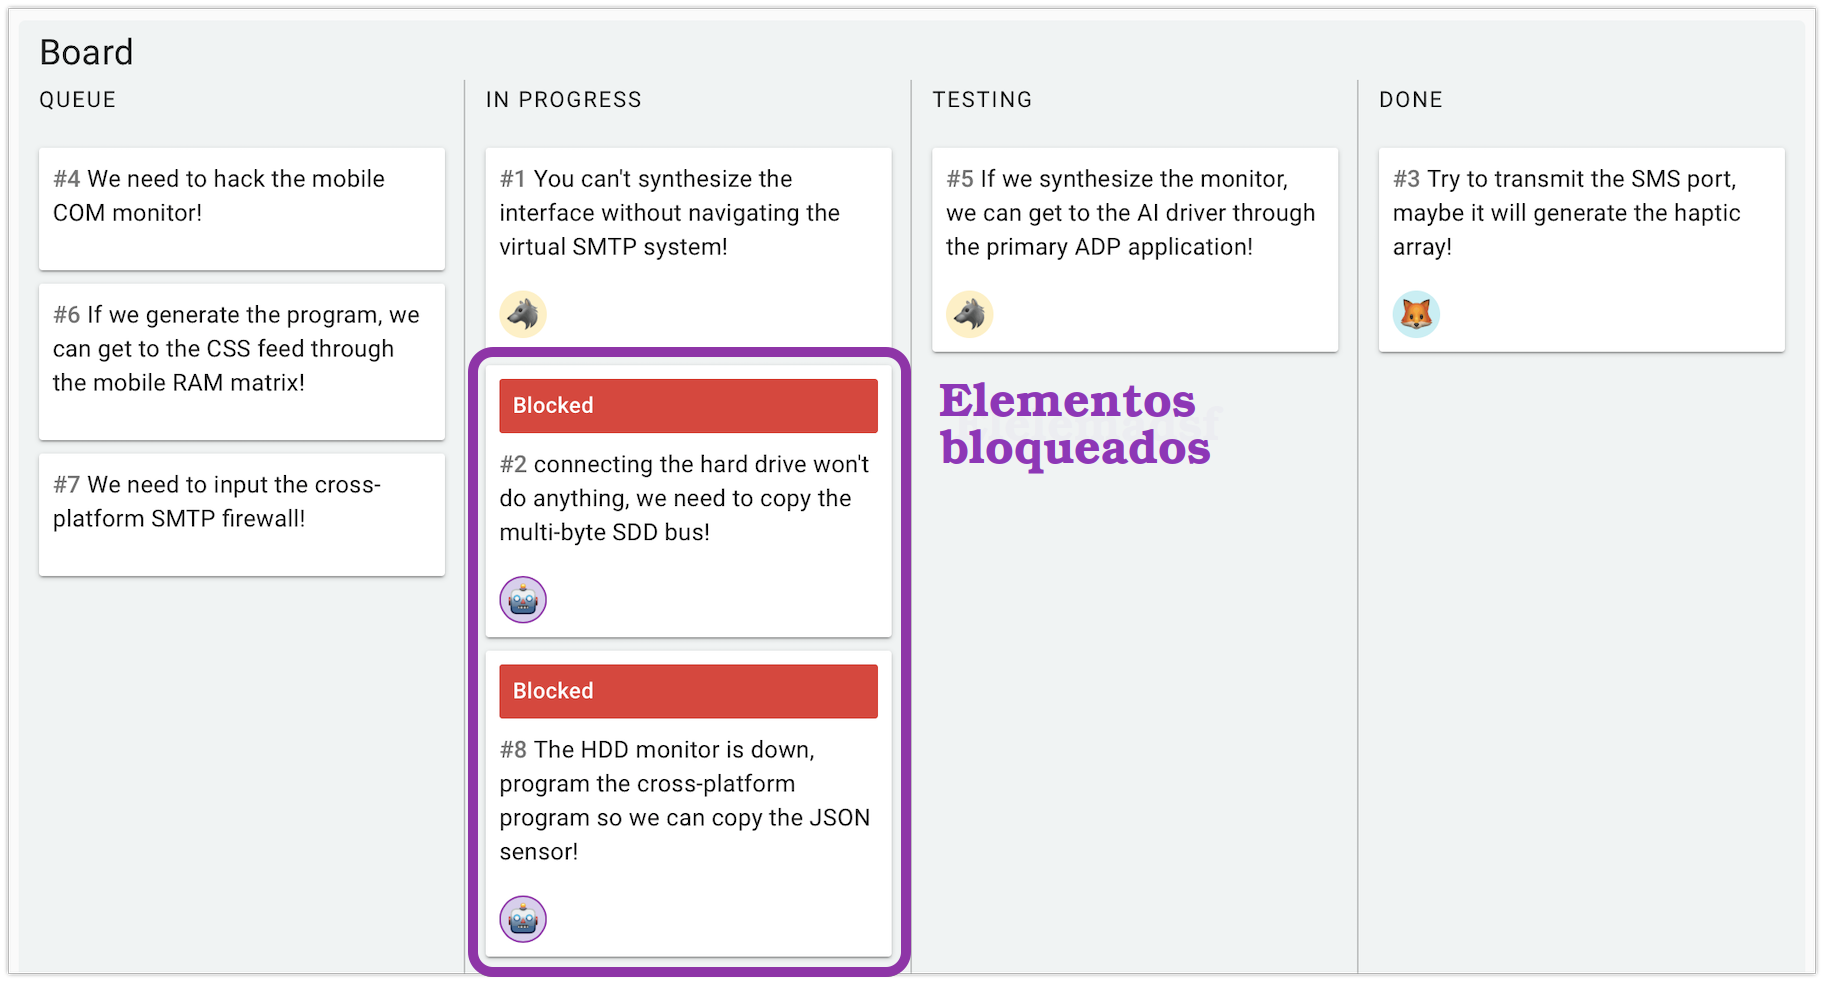 Board
QUEUE
#4 We need to hack the mobile
COM monitor!
#6 If we generate the program, we
can get to the CSS feed through
the mobile RAM matrix!
#7 We need to input the cross-
platform SMTP firewall!
IN PROGRESS
#1 You can't synthesize the
interface without navigating the
virtual SMTP system!
Blocked
#2 connecting the hard drive won't
do anything, we need to copy the
multi-byte SDD bus!
Blocked
#8 The HDD monitor is down,
program the cross-platform
program so we can copy the JSON
sensor!
TESTING
#5 If we synthesize the monitor,
we can get to the AI driver through
the primary ADP application!
Elementos
bloqueados
DONE
#3 Try to transmit the SMS port,
maybe it will generate the haptic
array!